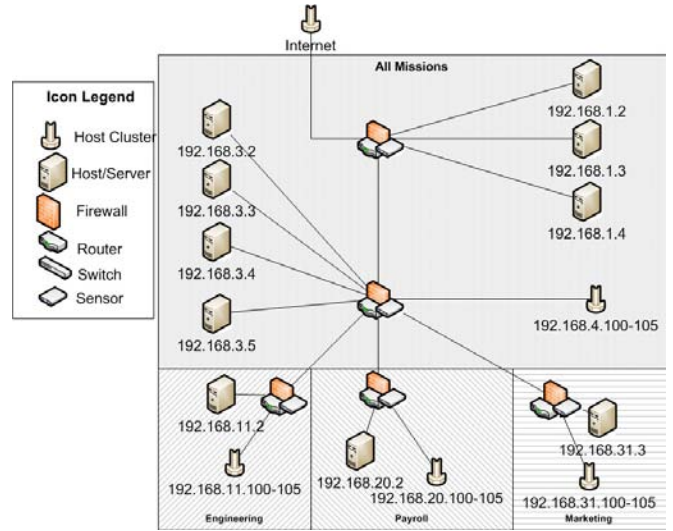 Internet
All Missions
Icon Legend
Host Cluster
Host/Server
Firewall
Router
Switch
Sensor
192.168.3.2
192.168.3.3
192.168.3.4
192.168.3.5
192.168.1.2
192.168.1.3
192.168.1.4
192.168.4.100-105
192.168.11.2
192.168.11.100-105
Engineering
192.168.20.2
192.168.20.100-105
Payroll
192.168.31.3
192.168.31.100-105
Marketing